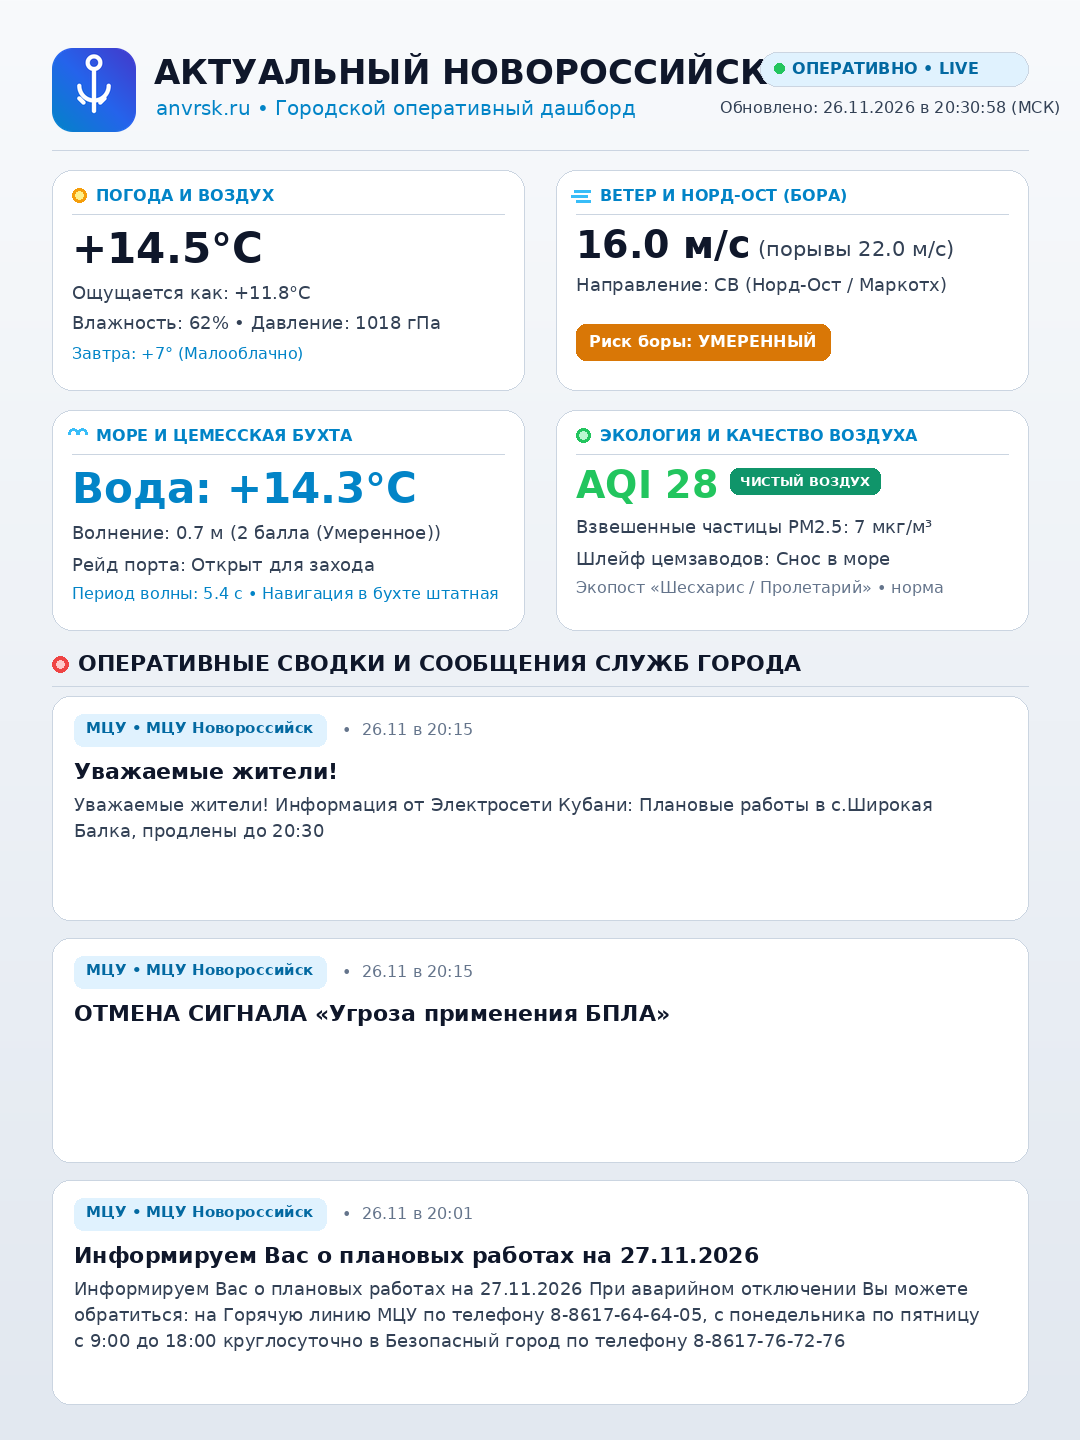 АКТУАЛЬНЫЙ НОВОРОССИЙСК
ОПЕРАТИВНО • LIVE
anvrsk.ru • Городской оперативный дашборд
Обновлено: 26.11.2026 в 20:30:58 (МСК)
ПОГОДА И ВОЗДУХ
+14.5°C
Ощущается как: +11.8°C
Влажность: 62% • Давление: 1018 гПа
Завтра: +7° (Малооблачно)
ВЕТЕР И НОРД-ОСТ (БОРА)
16.0 м/с (порывы 22.0 м/с)
Направление: СВ (Норд-Ост / Маркотх)
Риск боры: УМЕРЕННЫЙ
МОРЕ И ЦЕМЕССКАЯ БУХТА
Вода: +14.3°C
Волнение: 0.7 м (2 балла (Умеренное))
Рейд порта: Открыт для захода
Период волны: 5.4 с • Навигация в бухте штатная
ЭКОЛОГИЯ И КАЧЕСТВО ВОЗДУХА
AQI 28 ЧИСТЫЙ ВОЗДУХ
Взвешенные частицы PM2.5: 7 мкг/м³
Шлейф цемзаводов: Снос в море
Экопост «Шесхарис / Пролетарий» • норма
ОПЕРАТИВНЫЕ СВОДКИ И СООБЩЕНИЯ СЛУЖБ ГОРОДА
МЦУ • МЦУ Новороссийск • 26.11 в 20:15
Уважаемые жители!
Уважаемые жители! Информация от Электросети Кубани: Плановые работы в с.Широкая
Балка, продлены до 20:30
МЦУ • МЦУ Новороссийск • 26.11 в 20:15
ОТМЕНА СИГНАЛА «Угроза применения БПЛА»
МЦУ • МЦУ Новороссийск • 26.11 в 20:01
Информируем Вас о плановых работах на 27.11.2026
Информируем Вас о плановых работах на 27.11.2026 При аварийном отключении Вы можете
обратиться: на Горячую линию МЦУ по телефону 8-8617-64-64-05, с понедельника по пятницу
с 9:00 до 18:00 круглосуточно в Безопасный город по телефону 8-8617-76-72-76